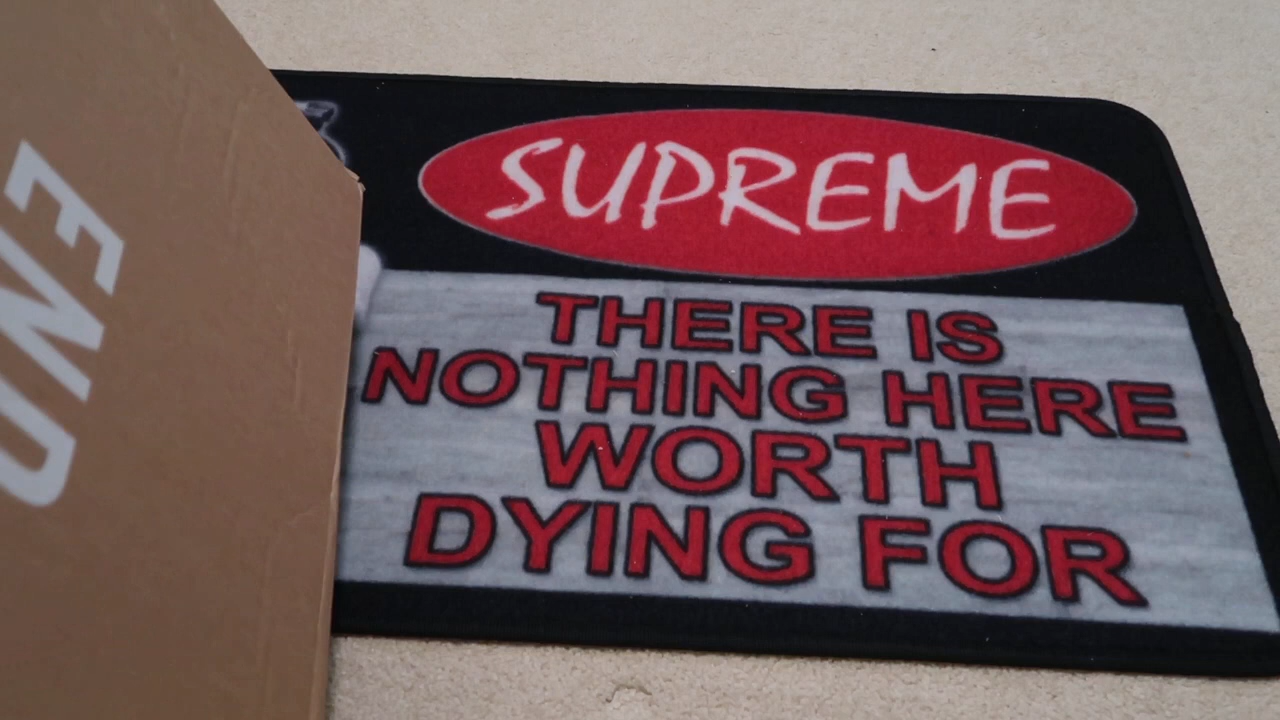 SUPREME
THERE IS
NOTHING HERE
WORTH
DYING FOR